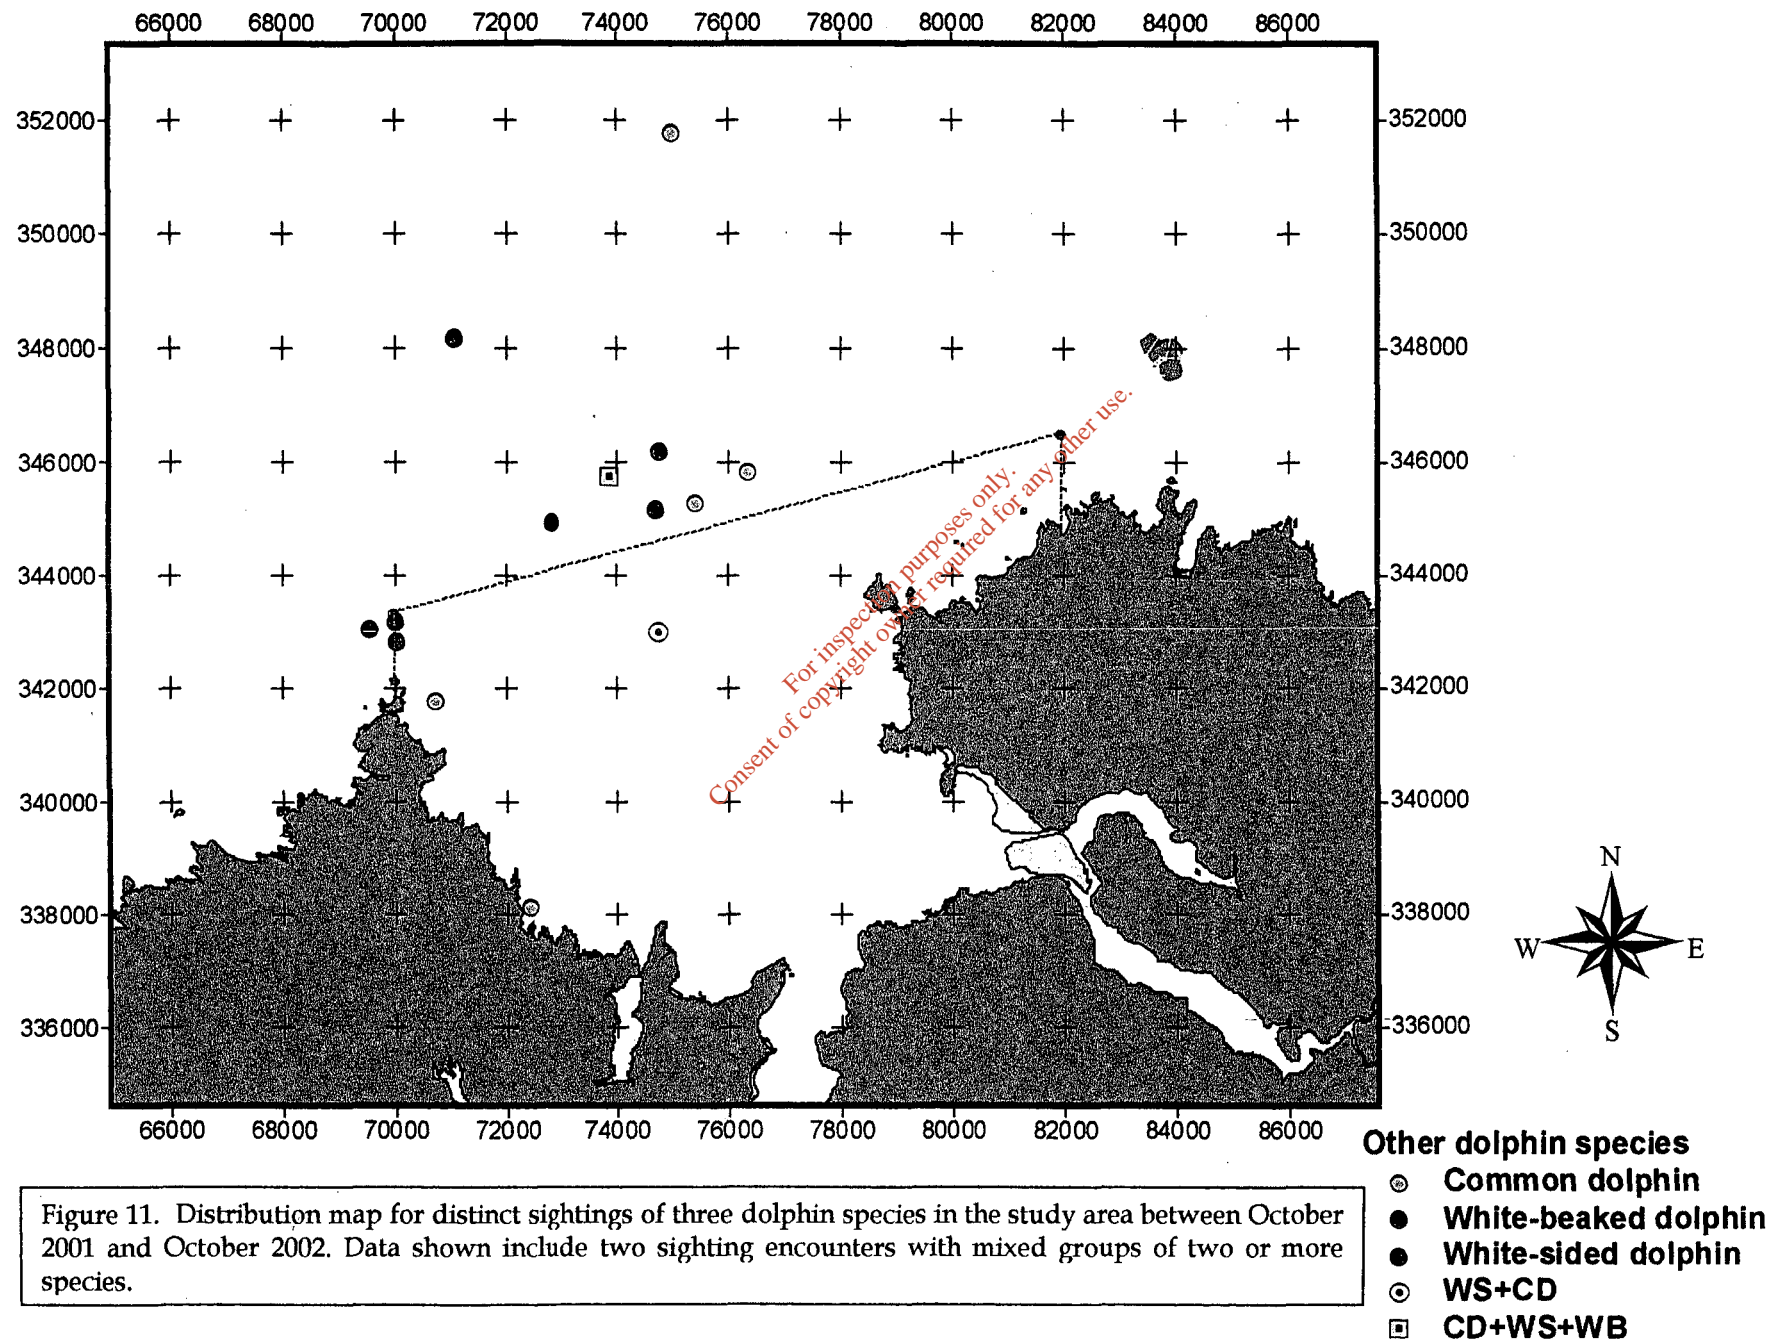 66000 68000 70000 72000 74000 76000 78000 80000 82000 84000 86000
352000 352000
350000 350000
348000 348000
346000 346000
344000 344000
342000 342000
340000 340000
338000 338000
336000 336000
66000 68000 70000 72000 74000 76000 78000 80000 82000 84000 86000
For inspection purposes only.
Consent of copyright owner required for any other use.
N
W E
S
Other dolphin species
Common dolphin
White-beaked dolphin
White-sided dolphin
WS+CD
CD+WS+WB
Figure 11. Distribution map for distinct sightings of three dolphin species in the study area between October
2001 and October 2002. Data shown include two sighting encounters with mixed groups of two or more
species.